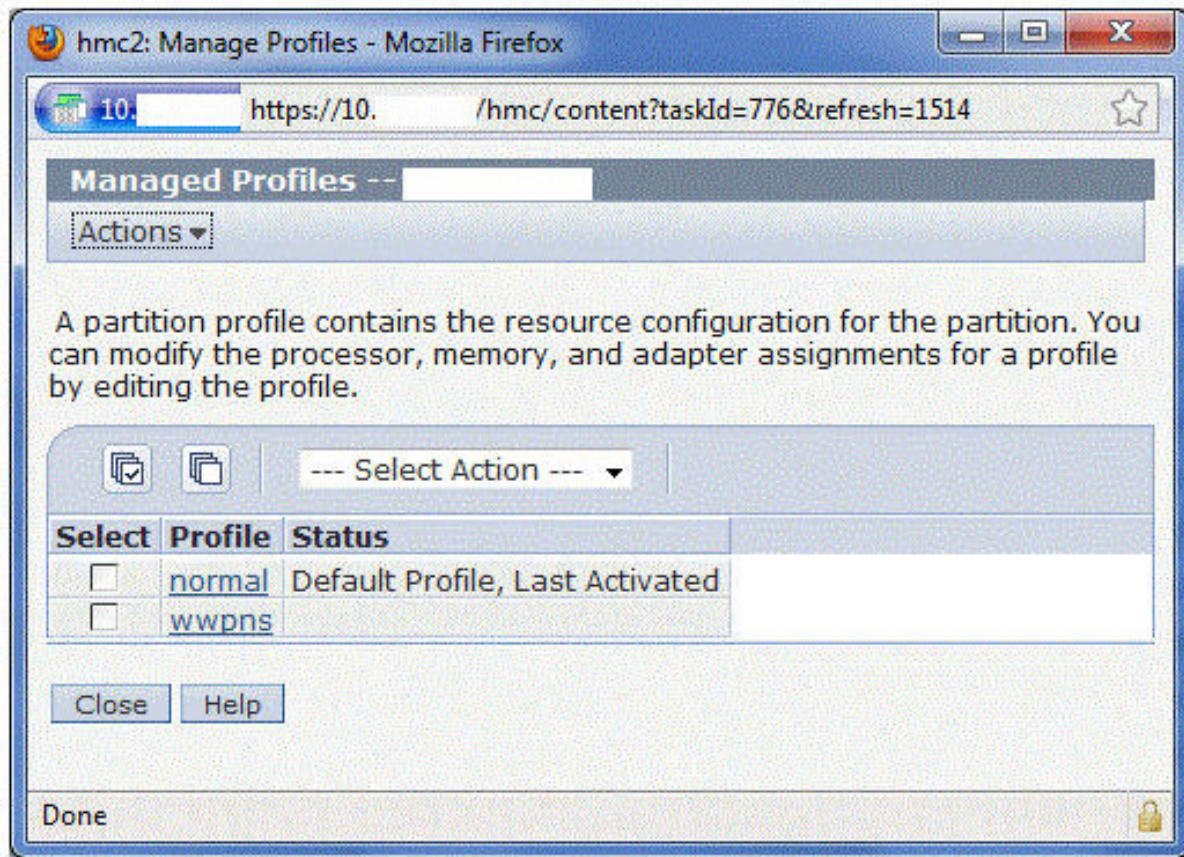 hmc2: Manage Profiles - Mozilla Firefox
10. https://10. /hmc/content?taskId=776&refresh=1514
Managed Profiles --
Actions
A partition profile contains the resource configuration for the partition. You
can modify the processor, memory, and adapter assignments for a profile
by editing the profile.
--- Select Action ---
Select Profile Status
normal Default Profile, Last Activated
wwpns
Close Help
Done